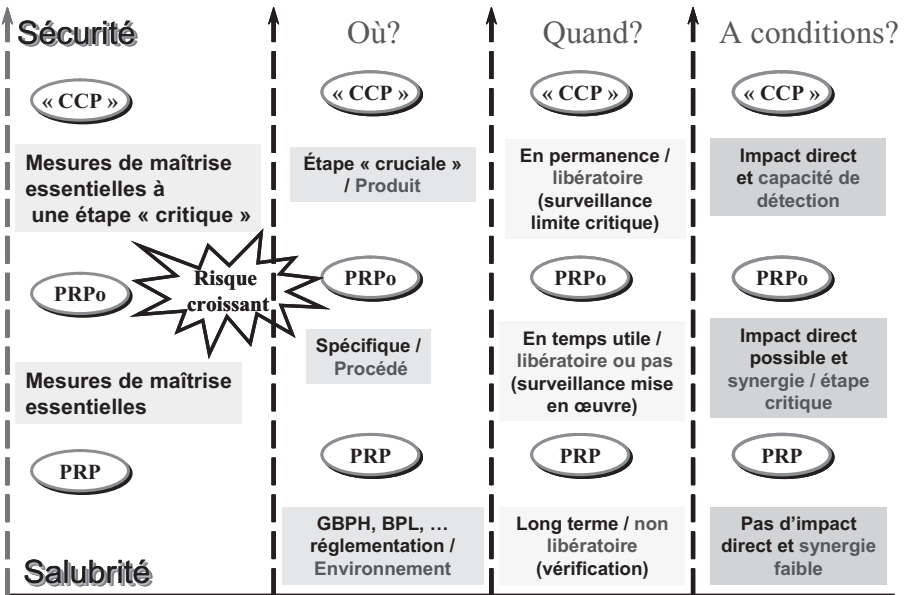 Sécurité
« CCP »
Mesures de maîtrise
essentielles à
une étape « critique »
PRPo
Risque
croissant
Mesures de maîtrise
essentielles
PRP
Salubrité
Où?
« CCP »
Étape « cruciale »
/ Produit
PRPo
Spécifique /
Procédé
PRP
GBPH, BPL, …
réglementation /
Environnement
Quand?
« CCP »
En permanence /
libératoire
(surveillance
limite critique)
PRPo
En temps utile /
libératoire ou pas
(surveillance mise
en œuvre)
PRP
Long terme / non
libératoire
(vérification)
A conditions?
« CCP »
Impact direct
et capacité de
détection
PRPo
Impact direct
possible et
synergie / étape
critique
PRP
Pas d’impact
direct et synergie
faible